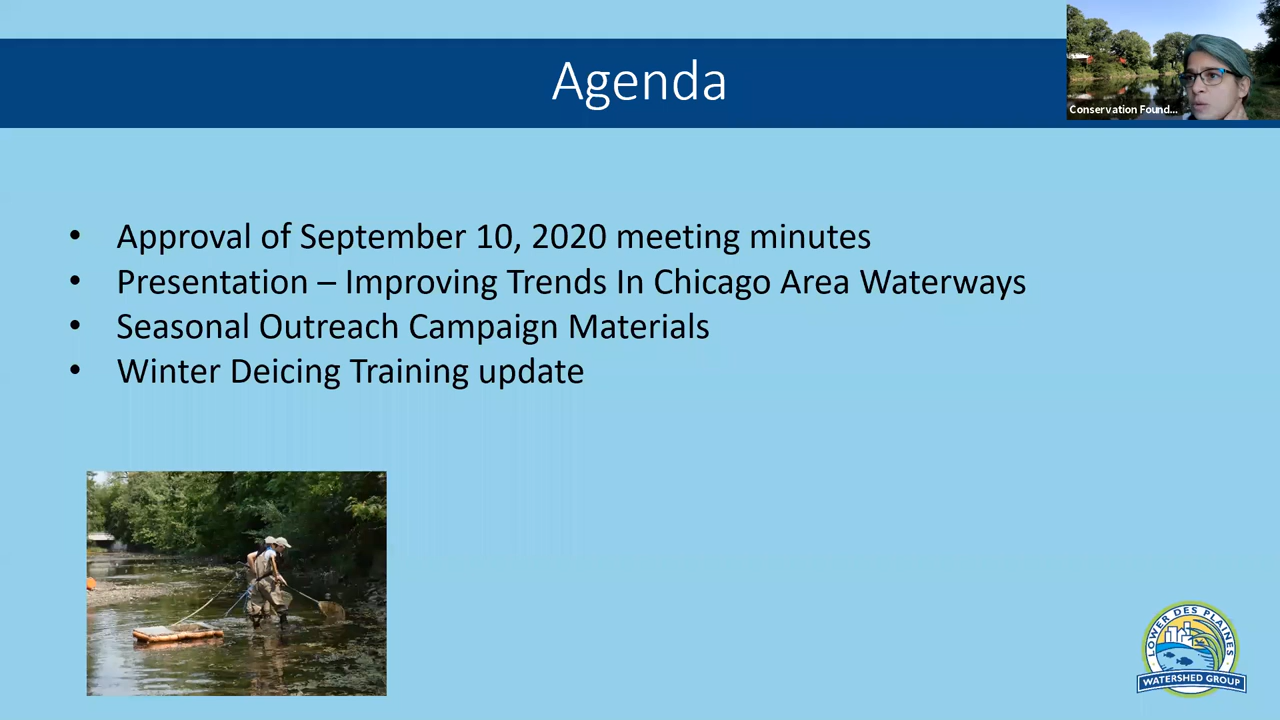 Agenda
Conservation Found...
• Approval of September 10, 2020 meeting minutes
• Presentation – Improving Trends In Chicago Area Waterways
• Seasonal Outreach Campaign Materials
• Winter Deicing Training update
LOWER DES PLAINES
WATERSHED GROUP